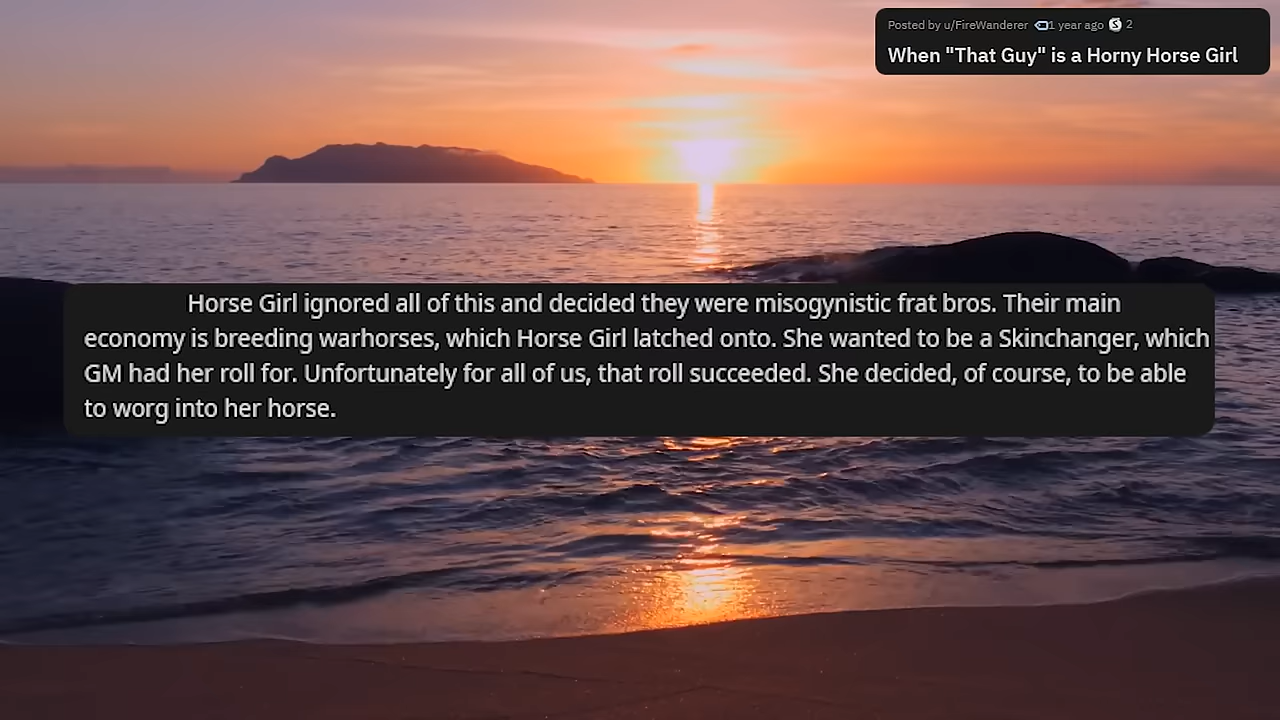 Posted by u/FireWanderer 1 year ago S 2
When "That Guy" is a Horny Horse Girl
Horse Girl ignored all of this and decided they were misogynistic frat bros. Their main
economy is breeding warhorses, which Horse Girl latched onto. She wanted to be a Skinchanger, which
GM had her roll for. Unfortunately for all of us, that roll succeeded. She decided, of course, to be able
to worg into her horse.